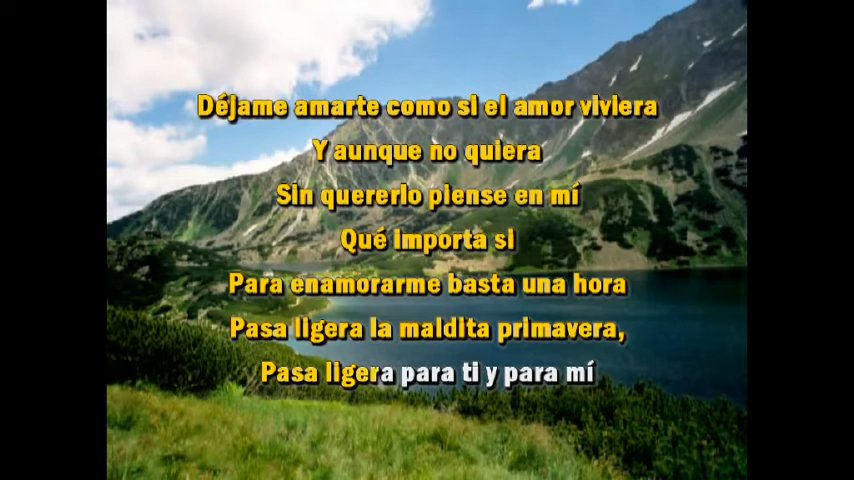 Déjame amarte como si el amor viviera
Y aunque no quiera
Sin quererlo piense en mí
Qué importa si
Para enamorarme basta una hora
Pasa ligera la maldita primavera,
Pasa ligera para ti y para mí